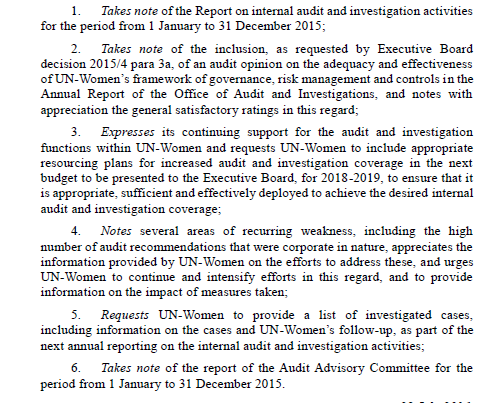 1. Takes note of the Report on internal audit and investigation activities
for the period from 1 January to 31 December 2015;
2. Takes note of the inclusion, as requested by Executive Board
decision 2015/4 para 3a, of an audit opinion on the adequacy and effectiveness
of UN-Women’s framework of governance, risk management and controls in the
Annual Report of the Office of Audit and Investigations, and notes with
appreciation the general satisfactory ratings in this regard;
3. Expresses its continuing support for the audit and investigation
functions within UN-Women and requests UN-Women to include appropriate
resourcing plans for increased audit and investigation coverage in the next
budget to be presented to the Executive Board, for 2018-2019, to ensure that it
is appropriate, sufficient and effectively deployed to achieve the desired internal
audit and investigation coverage;
4. Notes several areas of recurring weakness, including the high
number of audit recommendations that were corporate in nature, appreciates the
information provided by UN-Women on the efforts to address these, and urges
UN-Women to continue and intensify efforts in this regard, and to provide
information on the impact of measures taken;
5. Requests UN-Women to provide a list of investigated cases,
including information on the cases and UN-Women’s follow-up, as part of the
next annual reporting on the internal audit and investigation activities;
6. Takes note of the report of the Audit Advisory Committee for the
period from 1 January to 31 December 2015.